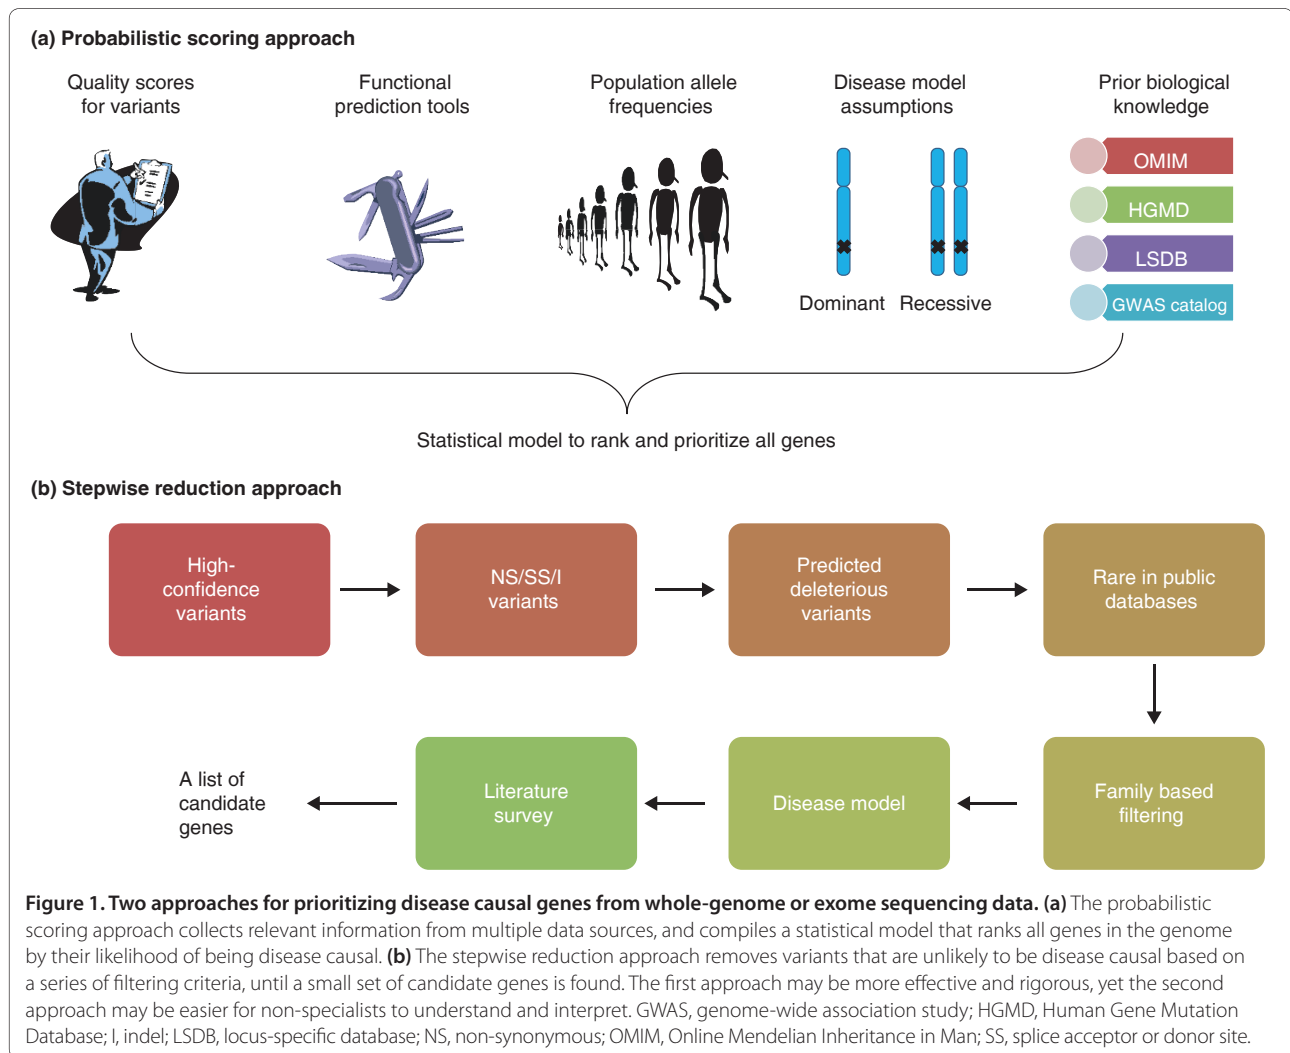 (a) Probabilistic scoring approach
Quality scores
for variants
Functional
prediction tools
Population allele
frequencies
Disease model
assumptions
Prior biological
knowledge
Dominant
Recessive
OMIM
HGMD
LSDB
GWAS catalog
Statistical model to rank and prioritize all genes
(b) Stepwise reduction approach
High-
confidence
variants
NS/SS/I
variants
Predicted
deleterious
variants
Rare in public
databases
Family based
filtering
Disease model
Literature
survey
A list of
candidate
genes
Figure 1. Two approaches for prioritizing disease causal genes from whole-genome or exome sequencing data. (a) The probabilistic
scoring approach collects relevant information from multiple data sources, and compiles a statistical model that ranks all genes in the genome
by their likelihood of being disease causal. (b) The stepwise reduction approach removes variants that are unlikely to be disease causal based on
a series of filtering criteria, until a small set of candidate genes is found. The first approach may be more effective and rigorous, yet the second
approach may be easier for non-specialists to understand and interpret. GWAS, genome-wide association study; HGMD, Human Gene Mutation
Database; I, indel; LSDB, locus-specific database; NS, non-synonymous; OMIM, Online Mendelian Inheritance in Man; SS, splice acceptor or donor site.